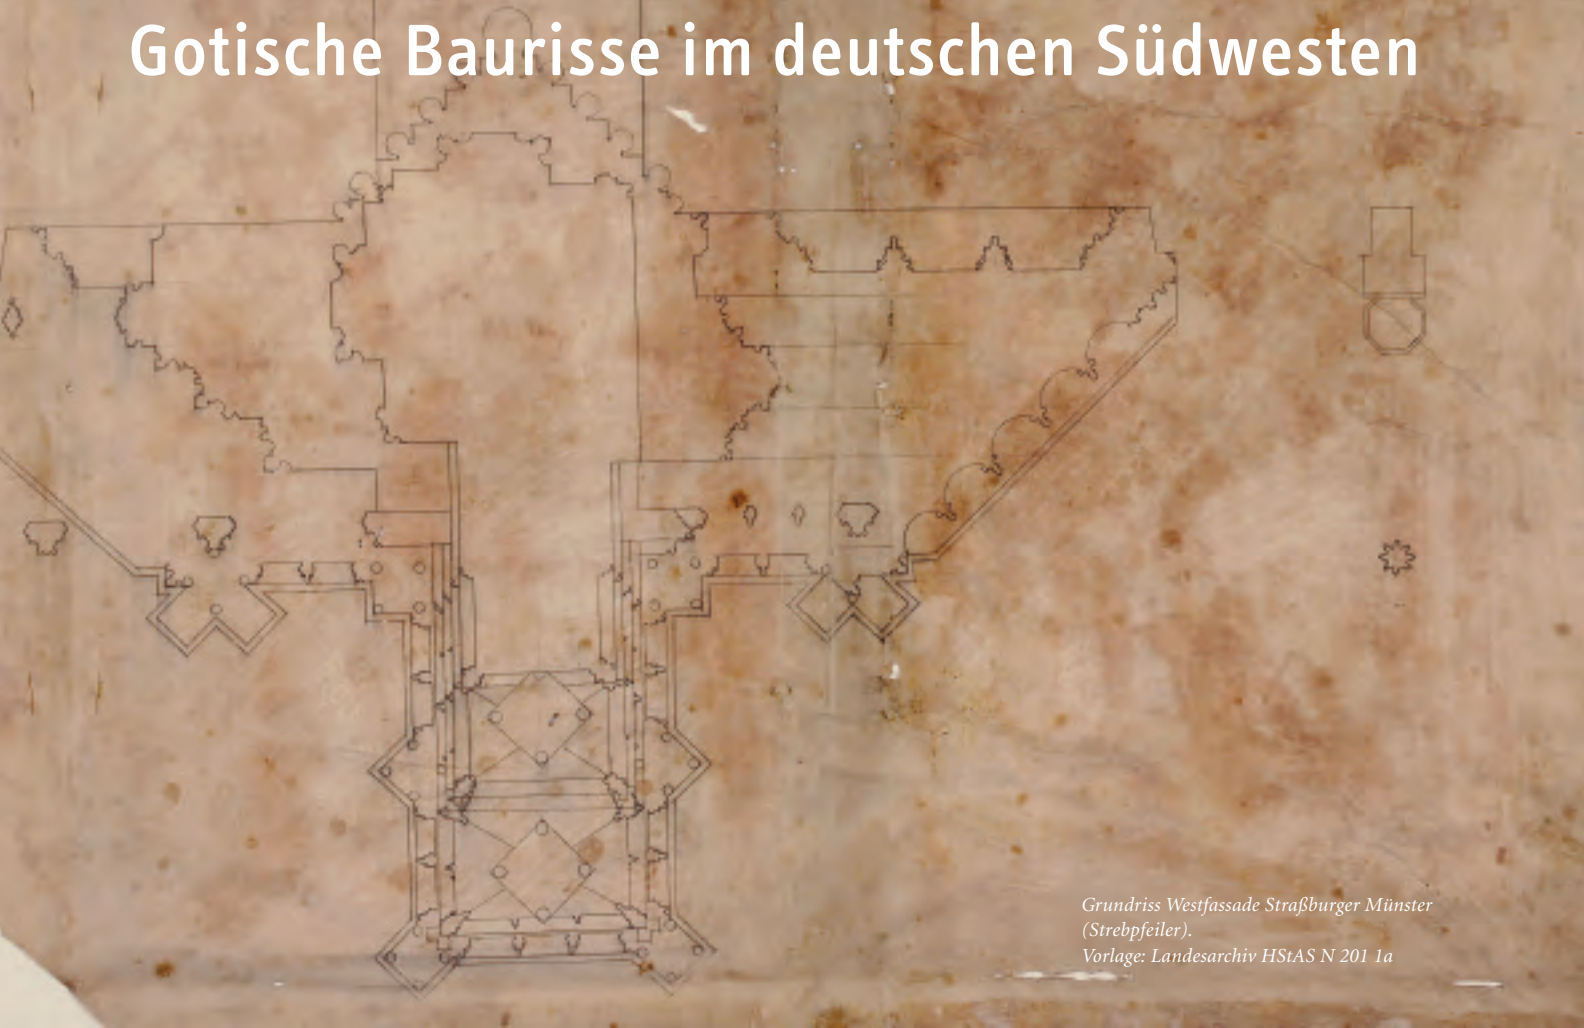 Gotische Baurisse im deutschen Südwesten
Grundriss Westfassade Straßburger Münster
(Strebpfeiler).
Vorlage: Landesarchiv HStAS N 201 1a